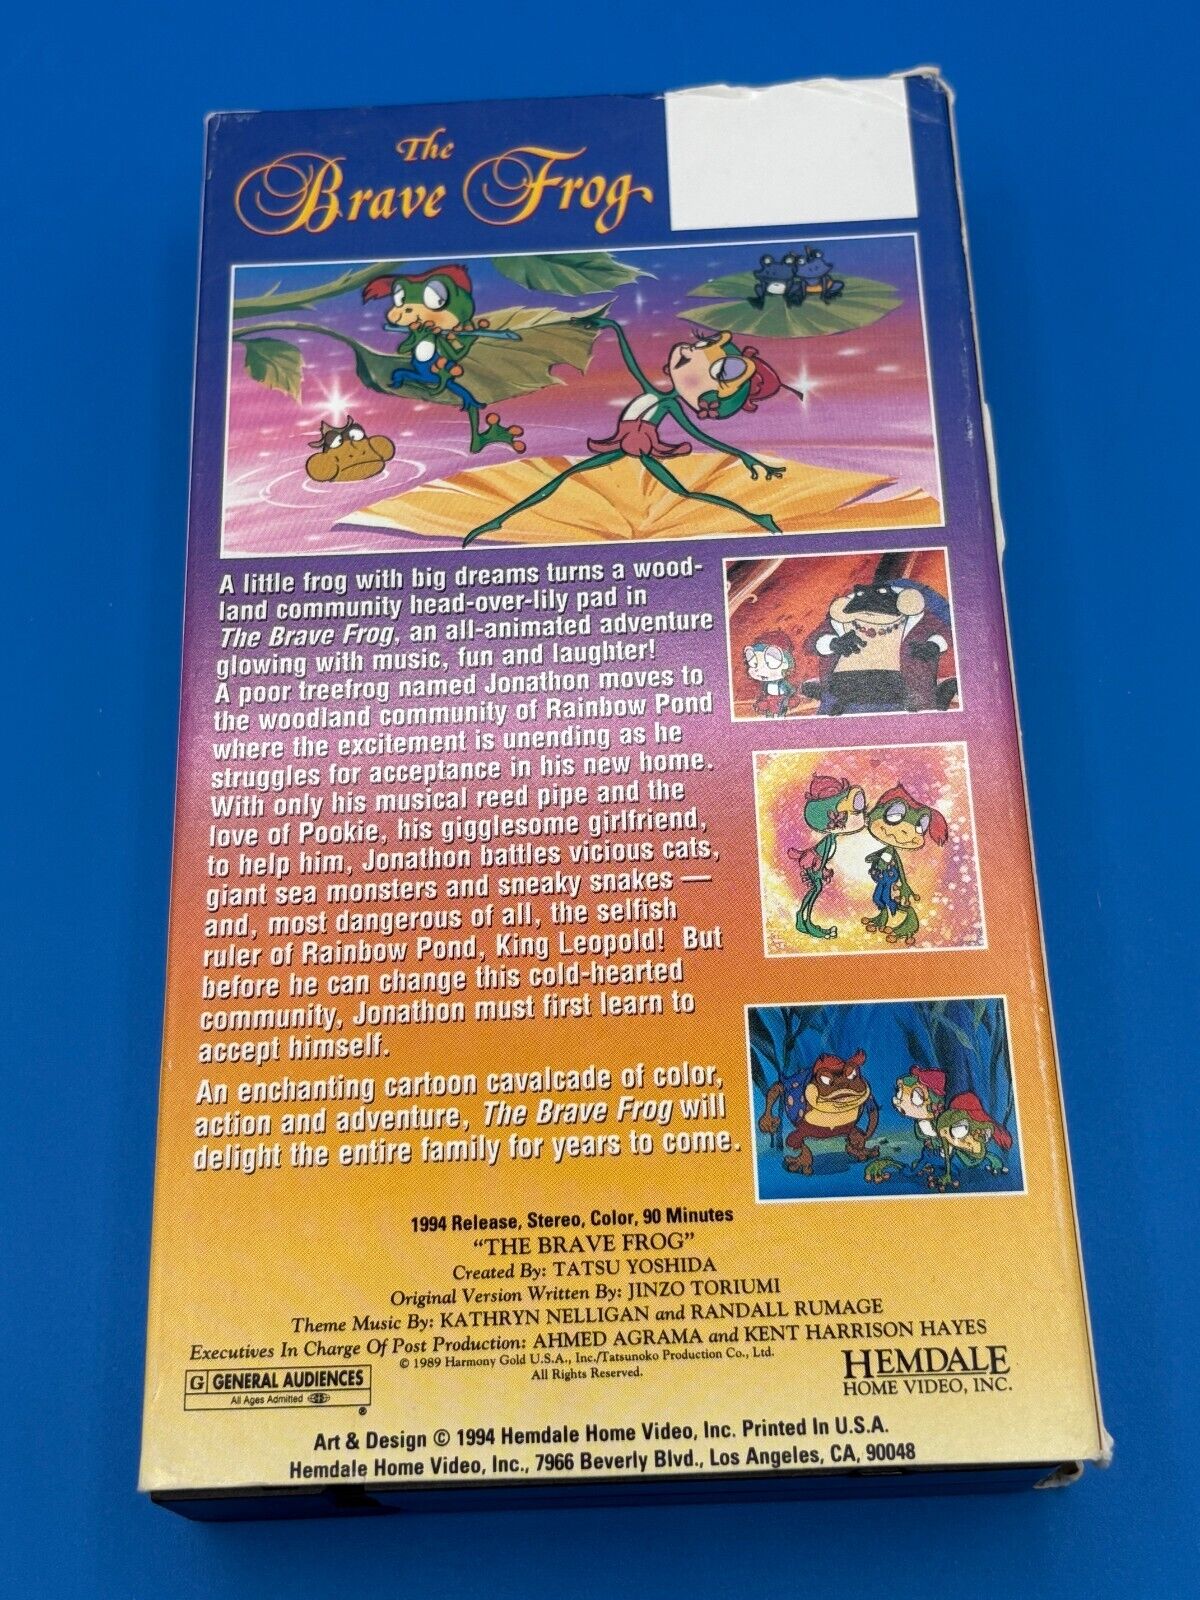 The
Brave Frog
A little frog with big dreams turns a wood-
land community head-over-lily pad in
The Brave Frog, an all-animated adventure
glowing with music, fun and laughter!
A poor treefrog named Jonathon moves to
the woodland community of Rainbow Pond
where the excitement is unending as he
struggles for acceptance in his new home.
With only his musical reed pipe and the
love of Pookie, his gigglesome girlfriend,
to help him, Jonathon battles vicious cats,
giant sea monsters and sneaky snakes —
and, most dangerous of all, the selfish
ruler of Rainbow Pond, King Leopold! But
before he can change this cold-hearted
community, Jonathon must first learn to
accept himself.
An enchanting cartoon cavalcade of color,
action and adventure, The Brave Frog will
delight the entire family for years to come.
1994 Release, Stereo, Color, 90 Minutes
"THE BRAVE FROG"
Created By: TATSU YOSHIDA
Original Version Written By: JINZO TORIUMI
Theme Music By: KATHRYN NELLIGAN and RANDALL RUMAGE
Executives In Charge Of Post Production: AHMED AGRAMA and KENT HARRISON HAYES
© 1989 Harmony Gold U.S.A., Inc./Tatsunoko Production Co., Ltd.
All Rights Reserved.
G GENERAL AUDIENCES
All Ages Admitted
®
HEMDALE
HOME VIDEO, INC.
Art & Design © 1994 Hemdale Home Video, Inc. Printed In U.S.A.
Hemdale Home Video, Inc., 7966 Beverly Blvd., Los Angeles, CA, 90048